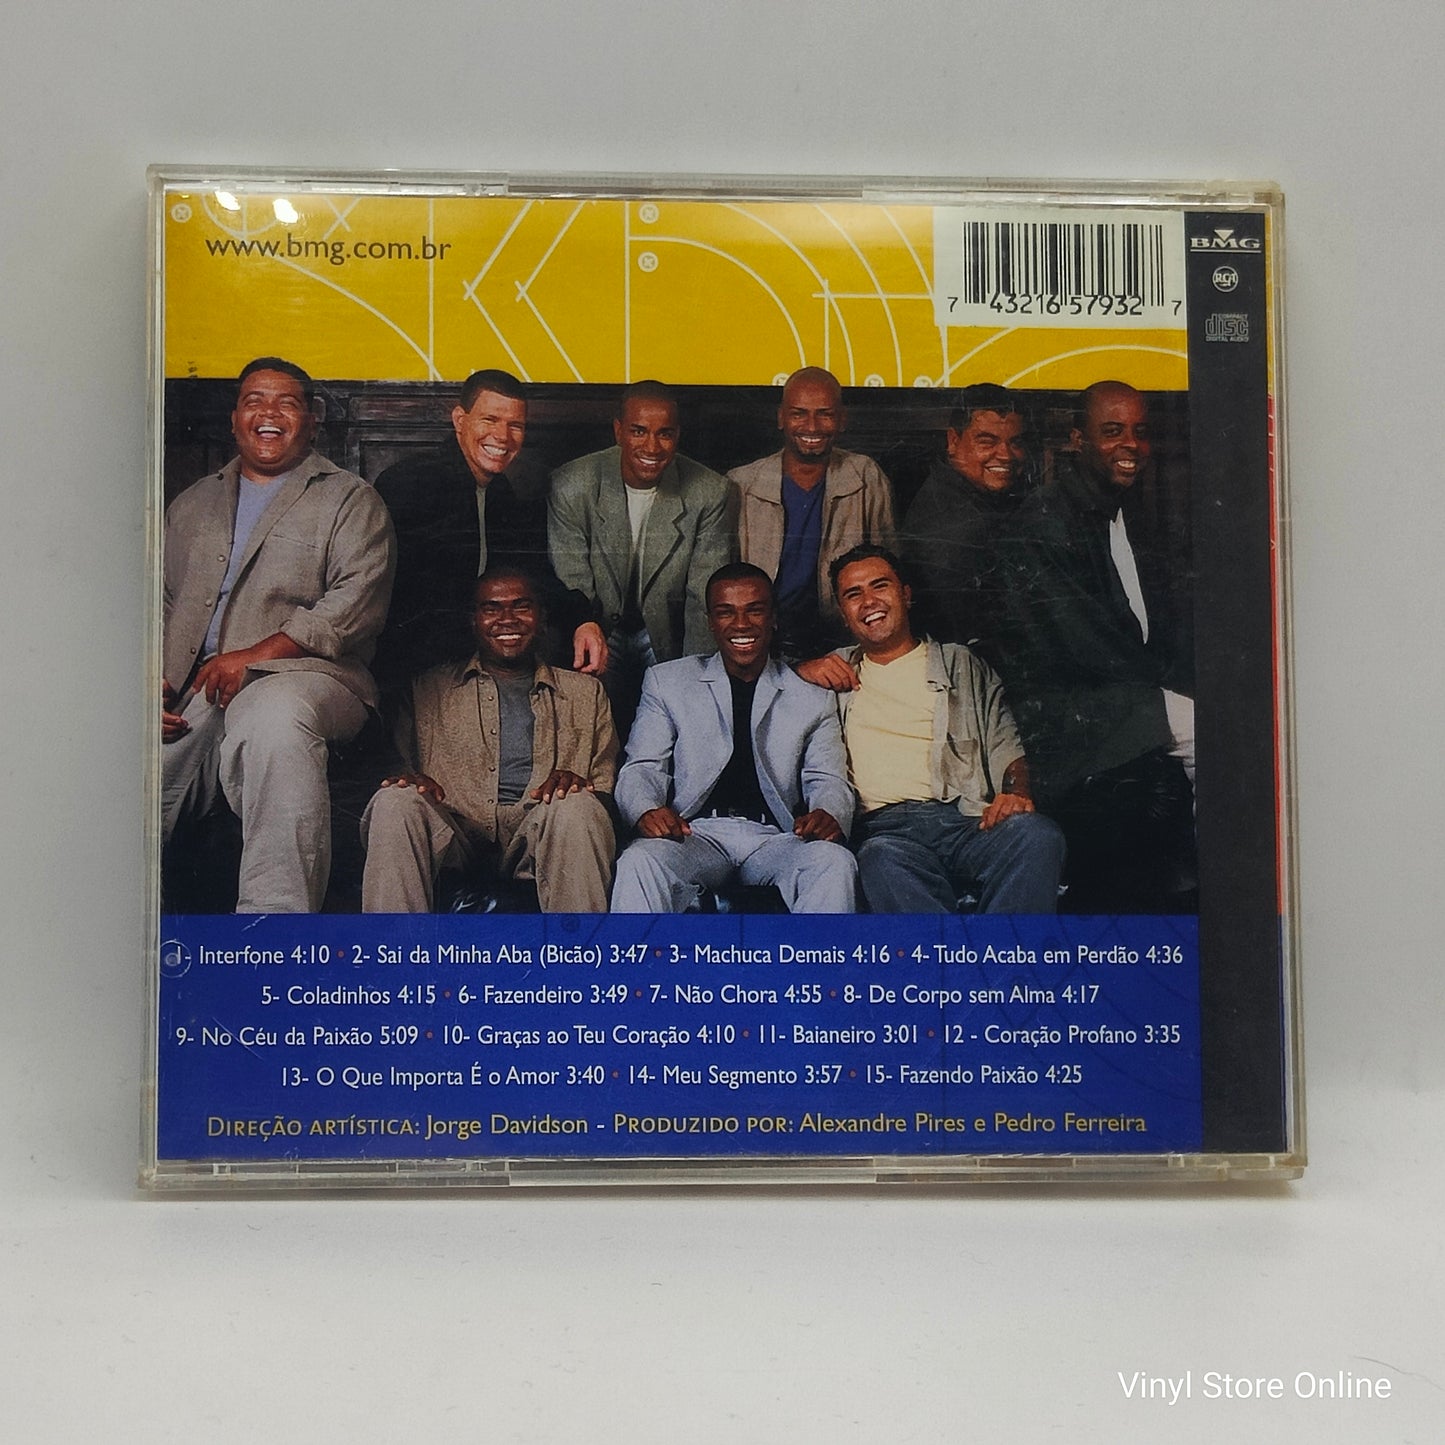 www.bmg.com.br
7 43216 57932 7
BMG
RCA
COMPACT
disc
DIGITAL AUDIO
1- Interfone 4:10 • 2- Sai da Minha Aba (Bicão) 3:47 • 3- Machuca Demais 4:16 • 4- Tudo Acaba em Perdão 4:36
5- Coladinhos 4:15 • 6- Fazendeiro 3:49 • 7- Não Chora 4:55 • 8- De Corpo sem Alma 4:17
9- No Céu da Paixão 5:09 • 10- Graças ao Teu Coração 4:10 • 11- Baianeiro 3:01 • 12 - Coração Profano 3:35
13- O Que Importa É o Amor 3:40 • 14- Meu Segmento 3:57 • 15- Fazendo Paixão 4:25
DIREÇÃO ARTÍSTICA: Jorge Davidson - PRODUZIDO POR: Alexandre Pires e Pedro Ferreira
Vinyl Store Online